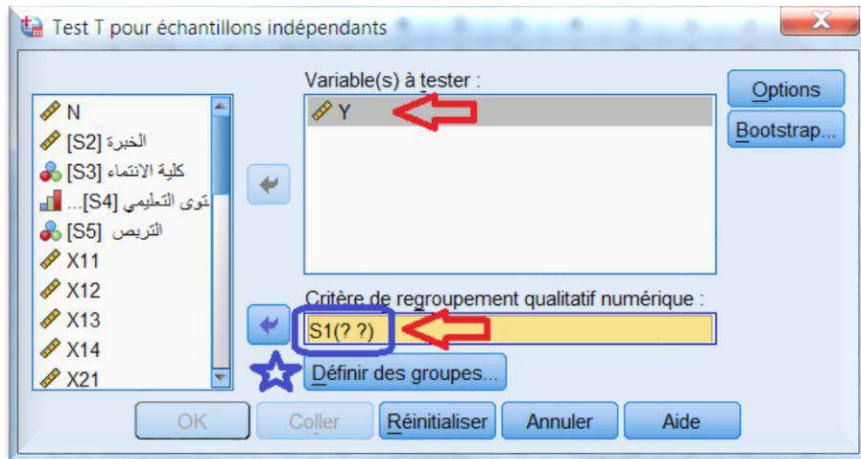 Test T pour échantillons indépendants
Variable(s) à tester :
N
الخبرة [S2]
كلية الانتماء [S3]
توى التعليمي [S4]...
التربص [S5]
X11
X12
X13
X14
X21
Y
Options
Bootstrap...
Critère de regroupement qualitatif numérique :
S1(? ?)
Définir des groupes...
OK
Coller
Réinitialiser
Annuler
Aide